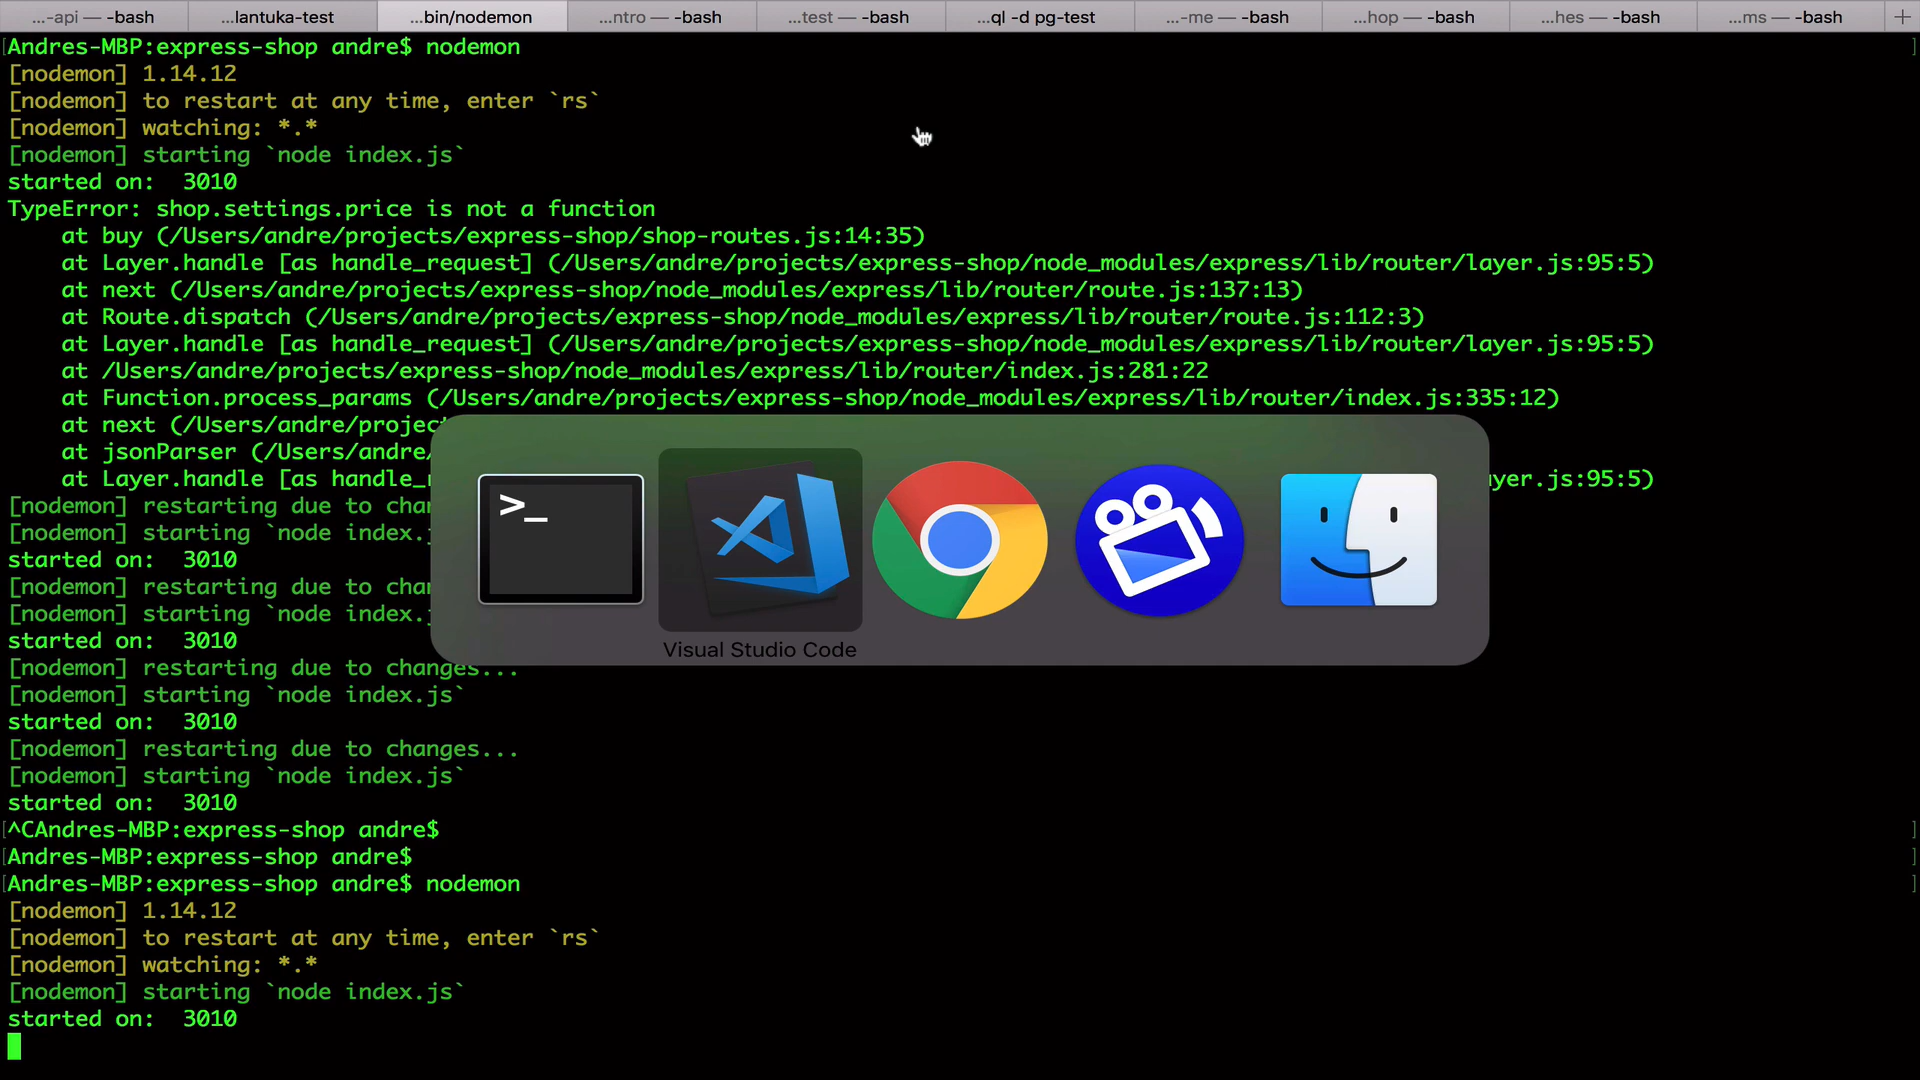 ...-api — -bash
...lantuka-test
...bin/nodemon
...ntro — -bash
...test — -bash
...ql -d pg-test
...-me — -bash
...hop — -bash
...hes — -bash
...ms — -bash
Andres-MBP:express-shop andre$ nodemon
[nodemon] 1.14.12
[nodemon] to restart at any time, enter `rs`
[nodemon] watching: *.*
[nodemon] starting `node index.js`
started on:  3010
TypeError: shop.settings.price is not a function
    at buy (/Users/andre/projects/express-shop/shop-routes.js:14:35)
    at Layer.handle [as handle_request] (/Users/andre/projects/express-shop/node_modules/express/lib/router/layer.js:95:5)
    at next (/Users/andre/projects/express-shop/node_modules/express/lib/router/route.js:137:13)
    at Route.dispatch (/Users/andre/projects/express-shop/node_modules/express/lib/router/route.js:112:3)
    at Layer.handle [as handle_request] (/Users/andre/projects/express-shop/node_modules/express/lib/router/layer.js:95:5)
    at /Users/andre/projects/express-shop/node_modules/express/lib/router/index.js:281:22
    at Function.process_params (/Users/andre/projects/express-shop/node_modules/express/lib/router/index.js:335:12)
    at next (/Users/andre/projec
    at jsonParser (/Users/andre/
    at Layer.handle [as handle_ yer.js:95:5)
[nodemon] restarting due to chan
[nodemon] starting `node index.j
started on:  3010
[nodemon] restarting due to chan
[nodemon] starting `node index.j
started on:  3010
[nodemon] restarting due to changes...
[nodemon] starting `node index.js`
started on:  3010
[nodemon] restarting due to changes...
[nodemon] starting `node index.js`
started on:  3010
^CAndres-MBP:express-shop andre$
Andres-MBP:express-shop andre$
Andres-MBP:express-shop andre$ nodemon
[nodemon] 1.14.12
[nodemon] to restart at any time, enter `rs`
[nodemon] watching: *.*
[nodemon] starting `node index.js`
started on:  3010
>_
Visual Studio Code